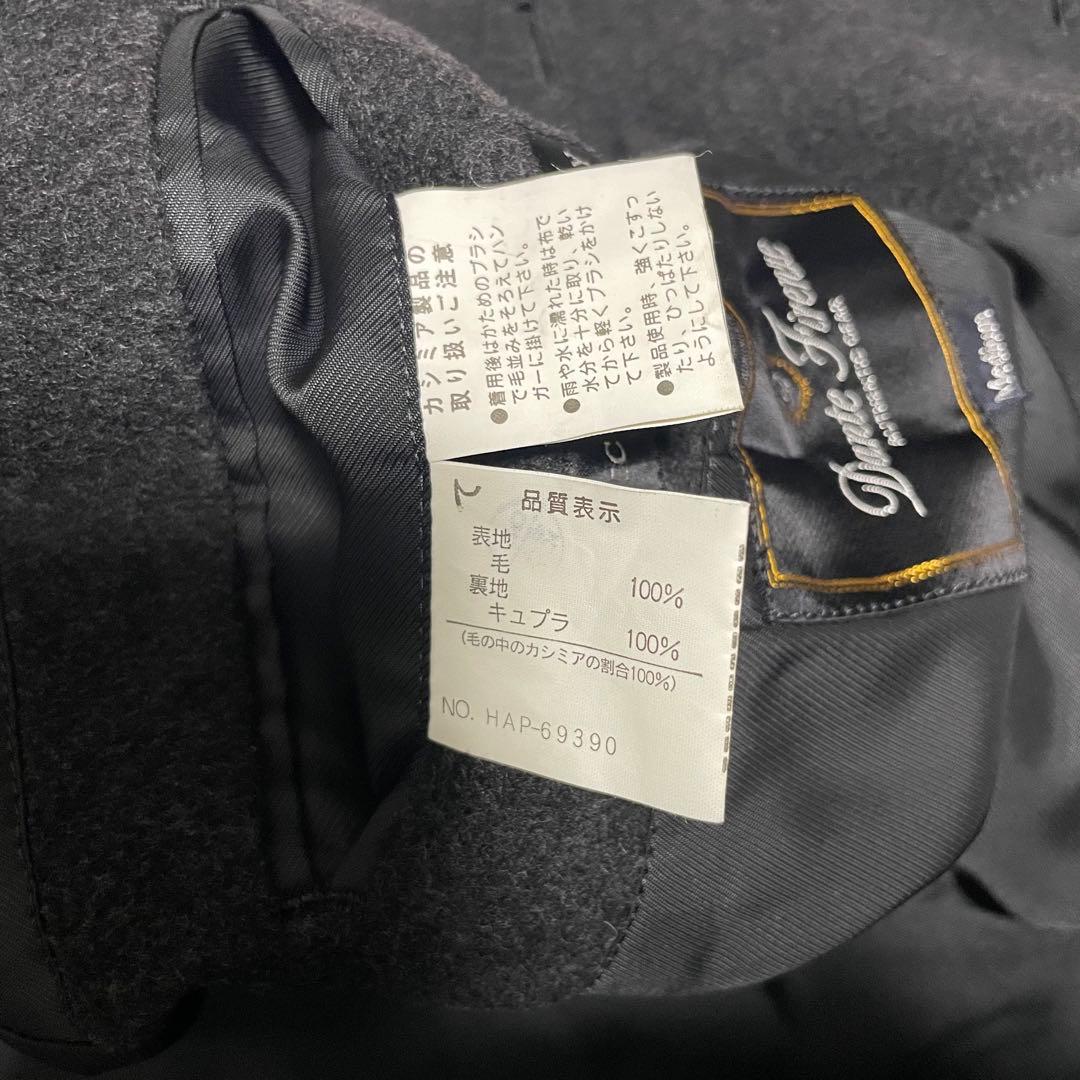 カシミア製品の
取り扱いご注意
●着用後はかためのブラシ
で毛並みをそろえてハン
ガーに掛けて下さい。
●雨や水に濡れた時は布で
水分を十分に取り、乾い
てから軽くブラシをかけ
て下さい。
●製品使用時、強くこすっ
たり、ひっぱたりしない
ようにして下さい。
て
品質表示
表地
毛 100%
裏地
キュプラ 100%
(毛の中のカシミアの割合100%)
NO. HAP-69390
Dante Firenze